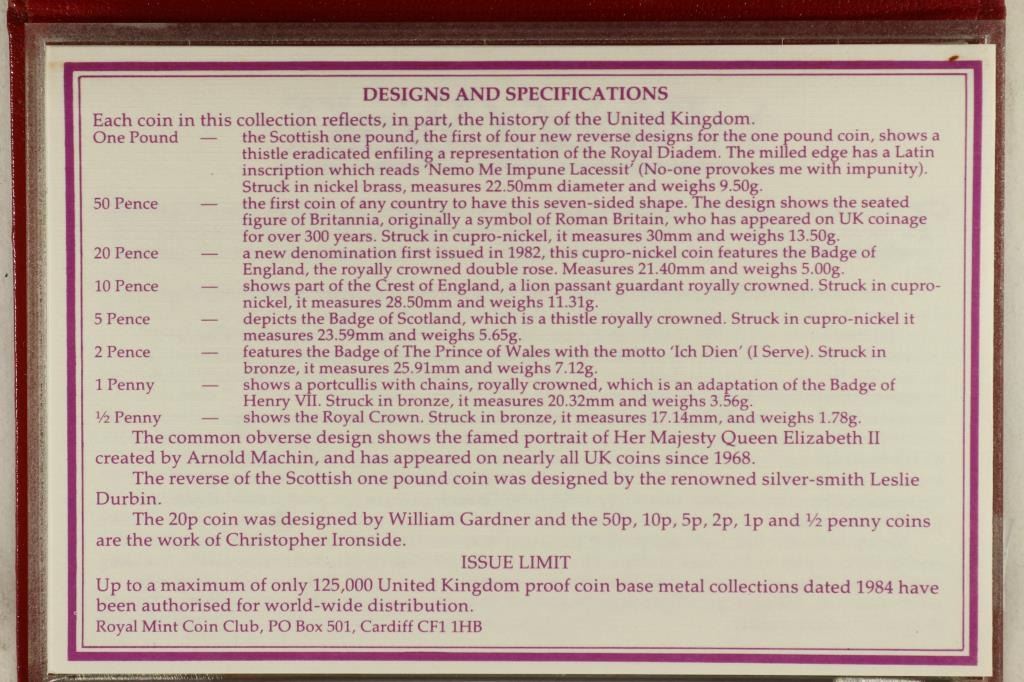 DESIGNS AND SPECIFICATIONS
Each coin in this collection reflects, in part, the history of the United Kingdom.
One Pound — the Scottish one pound, the first of four new reverse designs for the one pound coin, shows a
thistle eradicated enfiling a representation of the Royal Diadem. The milled edge has a Latin
inscription which reads ‘Nemo Me Impune Lacessit’ (No-one provokes me with impunity).
Struck in nickel brass, measures 22.50mm diameter and weighs 9.50g.
50 Pence — the first coin of any country to have this seven-sided shape. The design shows the seated
figure of Britannia, originally a symbol of Roman Britain, who has appeared on UK coinage
for over 300 years. Struck in cupro-nickel, it measures 30mm and weighs 13.50g.
20 Pence — a new denomination first issued in 1982, this cupro-nickel coin features the Badge of
England, the royally crowned double rose. Measures 21.40mm and weighs 5.00g.
10 Pence — shows part of the Crest of England, a lion passant guardant royally crowned. Struck in cupro-
nickel, it measures 28.50mm and weighs 11.31g.
5 Pence — depicts the Badge of Scotland, which is a thistle royally crowned. Struck in cupro-nickel it
measures 23.59mm and weighs 5.65g.
2 Pence — features the Badge of The Prince of Wales with the motto ‘Ich Dien’ (I Serve). Struck in
bronze, it measures 25.91mm and weighs 7.12g.
1 Penny — shows a portcullis with chains, royally crowned, which is an adaptation of the Badge of
Henry VII. Struck in bronze, it measures 20.32mm and weighs 3.56g.
½ Penny — shows the Royal Crown. Struck in bronze, it measures 17.14mm, and weighs 1.78g.
The common obverse design shows the famed portrait of Her Majesty Queen Elizabeth II
created by Arnold Machin, and has appeared on nearly all UK coins since 1968.
The reverse of the Scottish one pound coin was designed by the renowned silver-smith Leslie
Durbin.
The 20p coin was designed by William Gardner and the 50p, 10p, 5p, 2p, 1p and ½ penny coins
are the work of Christopher Ironside.
ISSUE LIMIT
Up to a maximum of only 125,000 United Kingdom proof coin base metal collections dated 1984 have
been authorised for world-wide distribution.
Royal Mint Coin Club, PO Box 501, Cardiff CF1 1HB